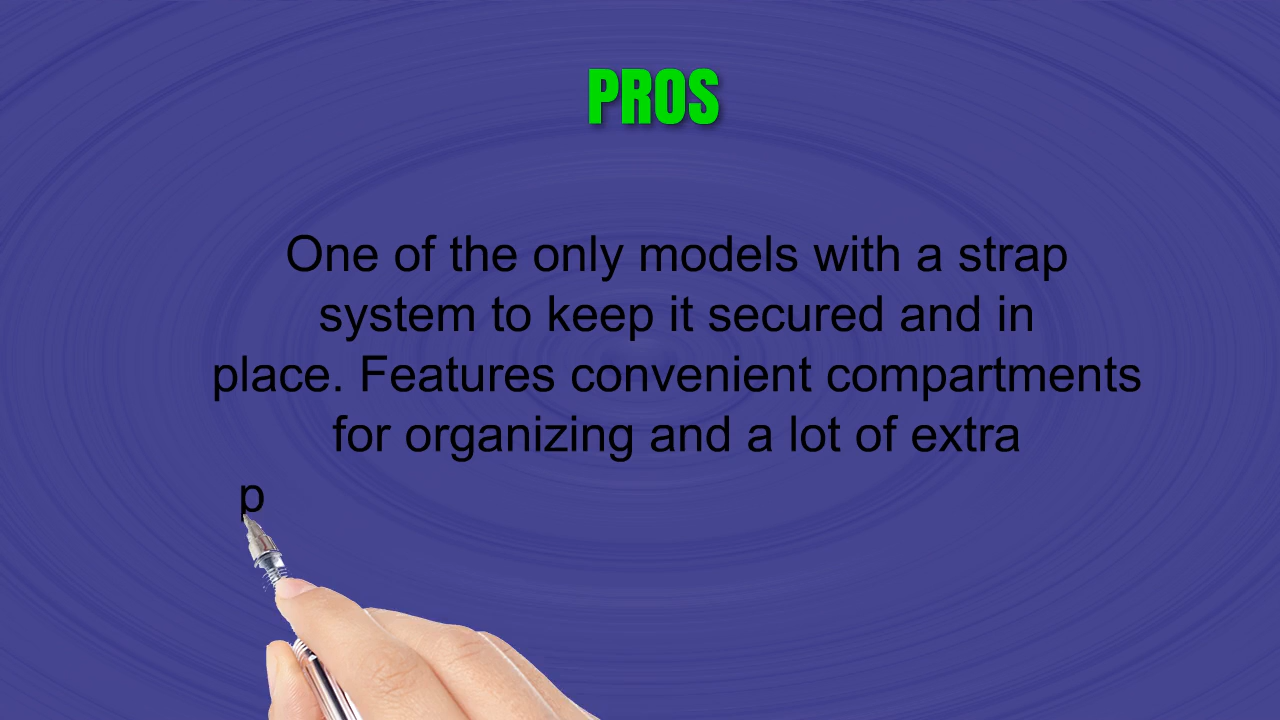 PROS
One of the only models with a strap
system to keep it secured and in
place. Features convenient compartments
for organizing and a lot of extra
p